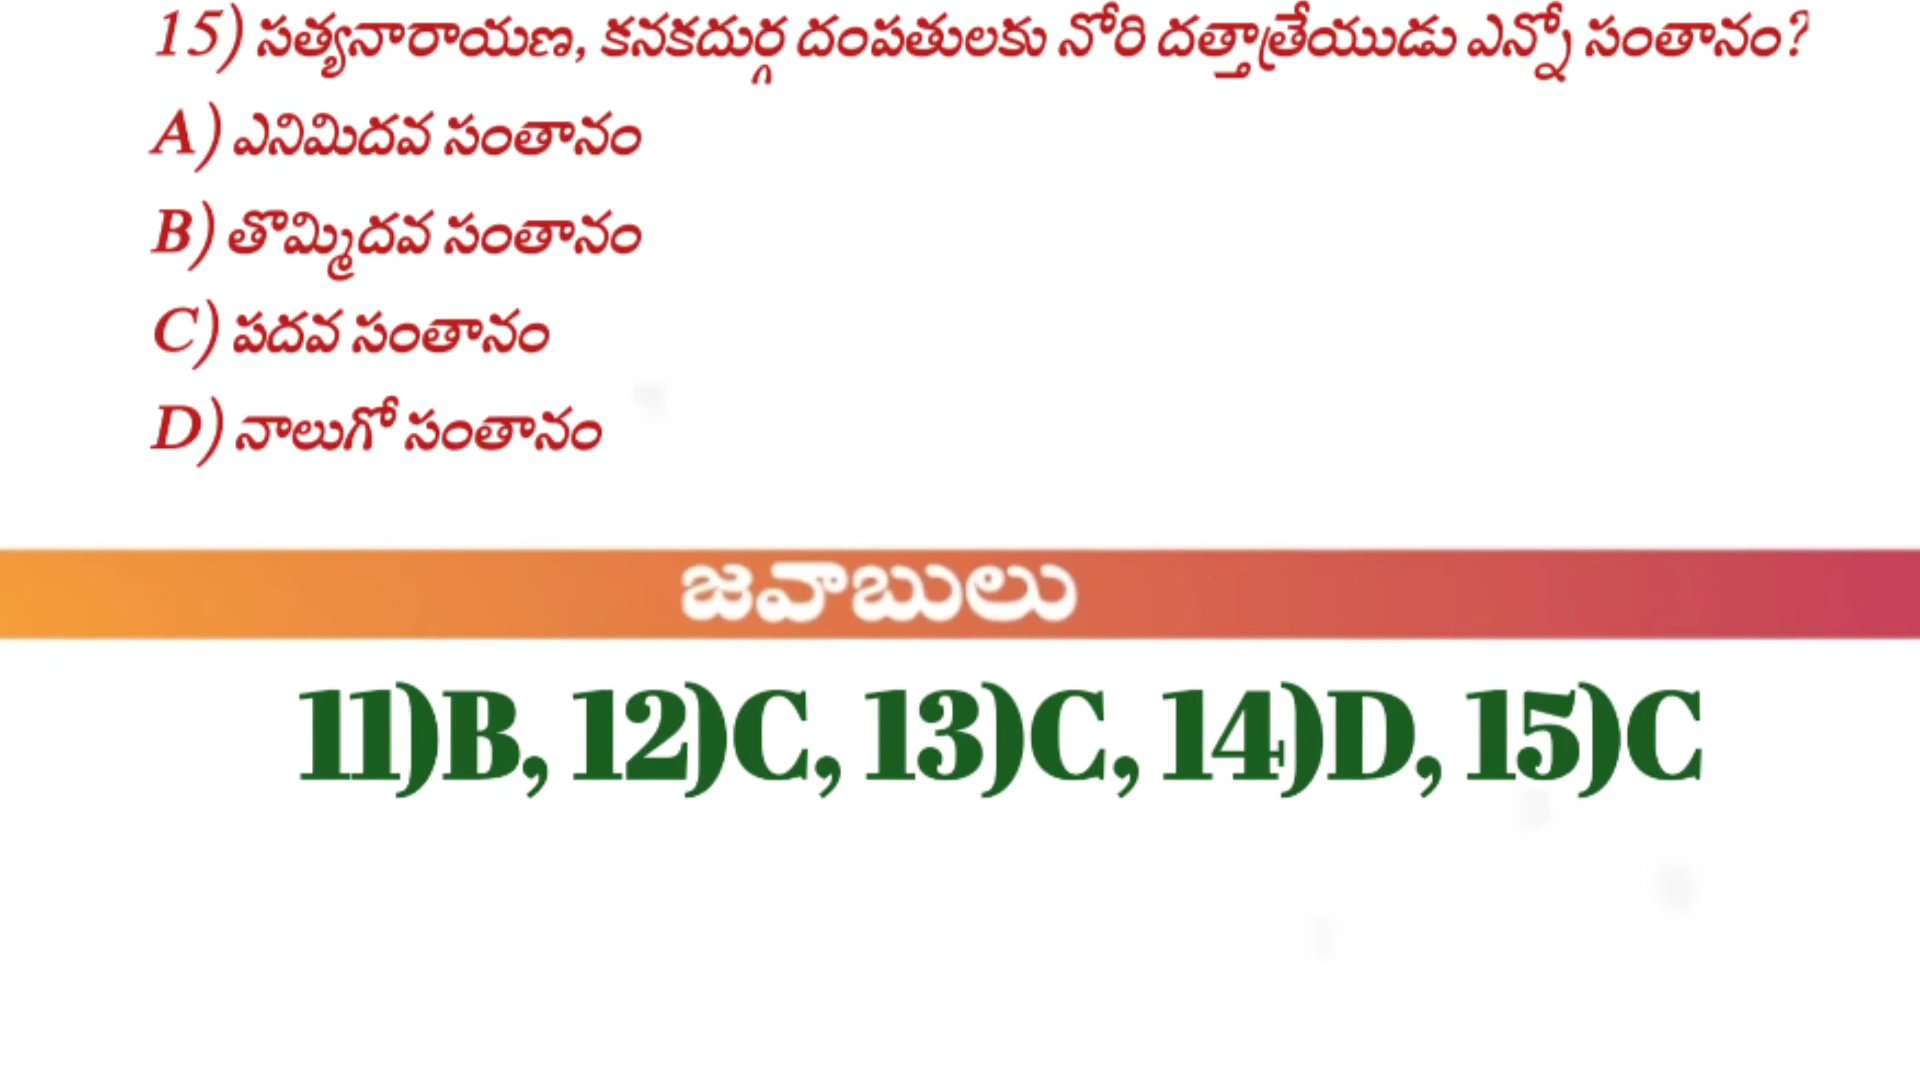 15) సత్యనారాయణ, కనకదుర్గ దంపతులకు నోరి దత్తాత్రేయుడు ఎన్నో సంతానం?
A) ఎనిమిదవ సంతానం
B) తొమ్మిదవ సంతానం
C) పదవ సంతానం
D) నాలుగో సంతానం
జవాబులు
11)B, 12)C, 13)C, 14)D, 15)C